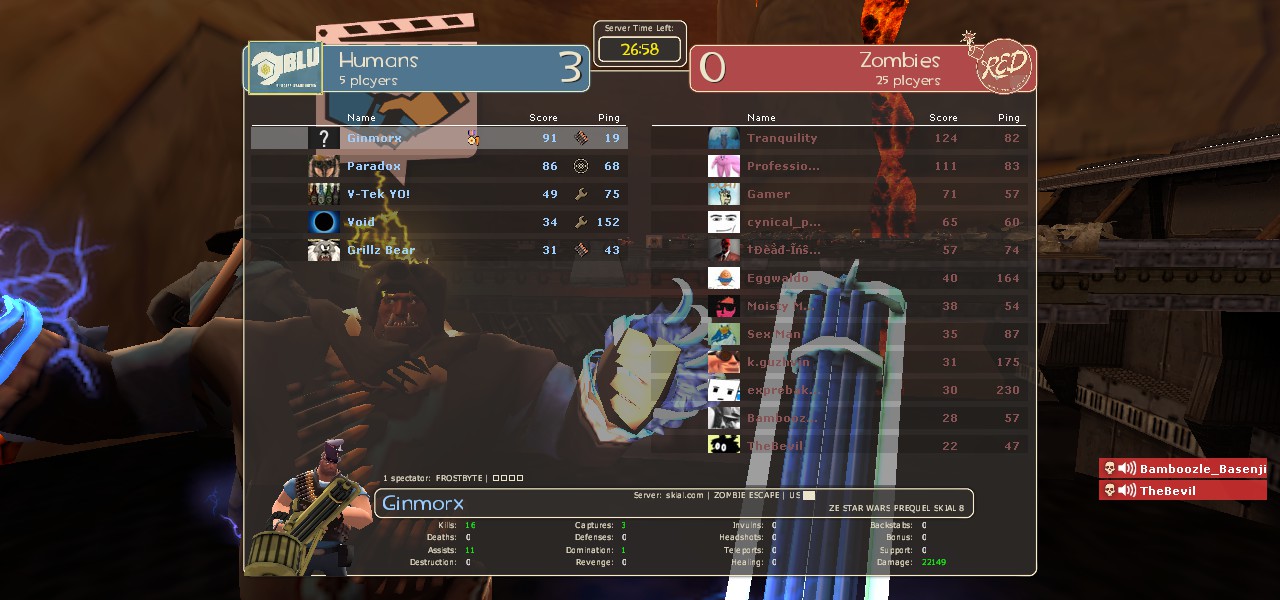 Server Time Left:
26:58
BLU
Humans
5 players
3
0
Zombies
25 players
RED
Name Score Ping
? Ginmorx 91 19
Paradox 86 68
V-Tek YO! 49 75
Void 34 152
Grillz Bear 31 43
Name Score Ping
Tranquility 124 82
Professio... 111 83
Gamer 71 57
cynical_p... 65 60
†Ðêåd-Îñš... 57 74
Eggwaldo 40 164
Moisty M... 38 54
Sex Man 35 87
31 175
30 230
Bambooz... 28 57
TheBevil 22 47
1 spectator: FROSTBYTE | □□□□
Ginmorx
Server: skial.com | ZOMBIE ESCAPE | US
ZE STAR WARS PREQUEL SKIAL 8
Kills: 16 Captures: 3 Invulns: 0 Backstabs: 0
Deaths: 0 Defenses: 0 Headshots: 0 Bonus: 0
Assists: 11 Domination: 1 Teleports: 0 Support: 0
Destruction: 0 Revenge: 0 Healing: 0 Damage: 22149
Bamboozle_Basenji
TheBevil